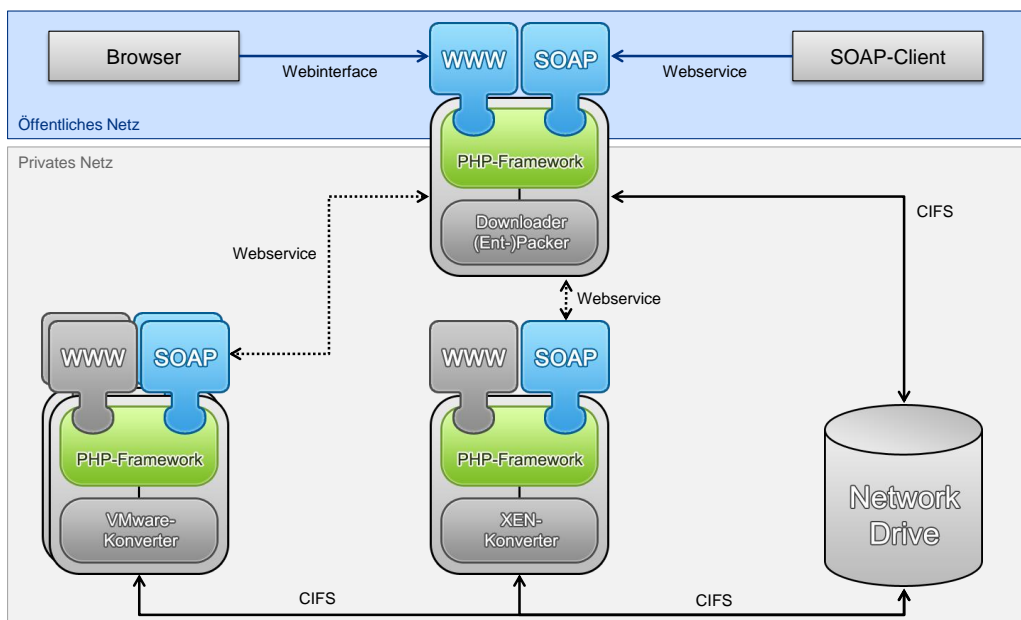 Browser
WWW
SOAP
SOAP-Client
Webinterface
Webservice
Öffentliches Netz
Privates Netz
PHP-Framework
Downloader
(Ent-)Packer
CIFS
Webservice
Webservice
WWW
SOAP
WWW
SOAP
PHP-Framework
PHP-Framework
VMware-
Konverter
XEN-
Konverter
Network
Drive
CIFS
CIFS